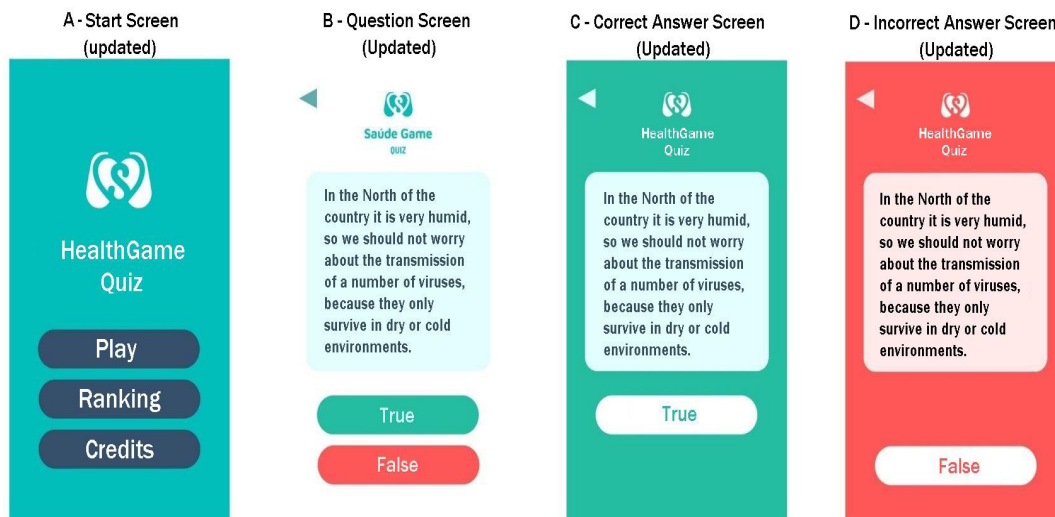 A - Start Screen
(updated)
HealthGame
Quiz
Play
Ranking
Credits
B - Question Screen
(Updated)
Saúde Game
QUIZ
In the North of the
country it is very humid,
so we should not worry
about the transmission
of a number of viruses,
because they only
survive in dry or cold
environments.
True
False
C - Correct Answer Screen
(Updated)
HealthGame
Quiz
In the North of the
country it is very humid,
so we should not worry
about the transmission
of a number of viruses,
because they only
survive in dry or cold
environments.
True
D - Incorrect Answer Screen
(Updated)
HealthGame
Quiz
In the North of the
country it is very humid,
so we should not worry
about the transmission
of a number of viruses,
because they only
survive in dry or cold
environments.
False